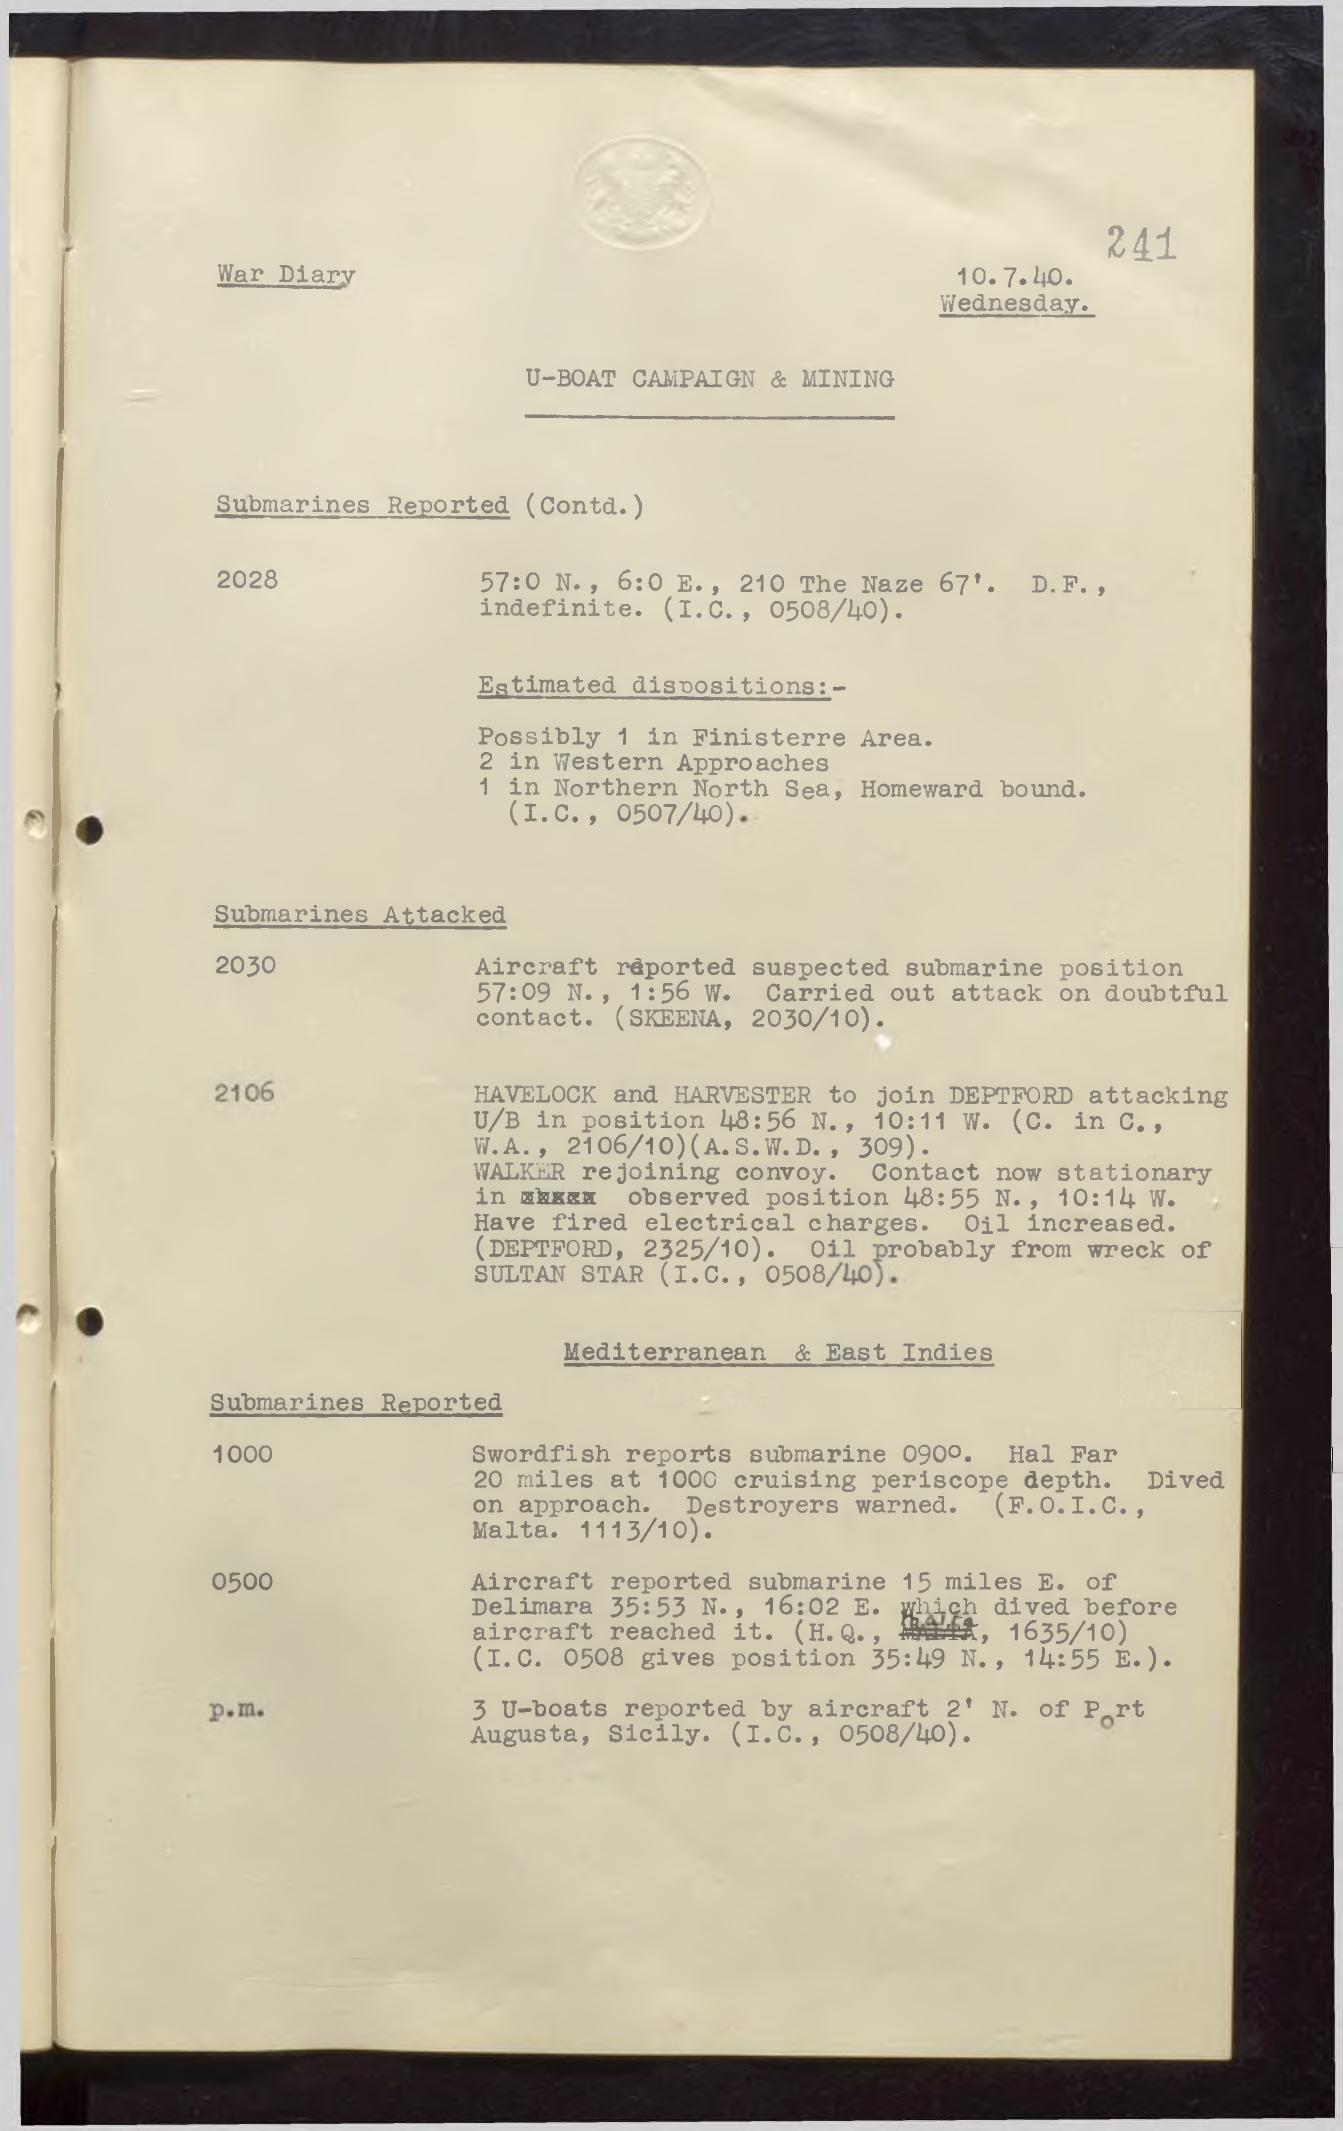 241
War Diary
10.7.40.
Wednesday.
U-BOAT CAMPAIGN & MINING
Submarines Reported (Contd.)
2028
57:0 N., 6:0 E., 210 The Naze 67'. D.F.,
indefinite. (I.C., 0508/40).
Estimated dispositions:-
Possibly 1 in Finisterre Area.
2 in Western Approaches
1 in Northern North Sea, Homeward bound.
(I.C., 0507/40).
Submarines Attacked
2030
Aircraft reported suspected submarine position
57:09 N., 1:56 W. Carried out attack on doubtful
contact. (SKEENA, 2030/10).
2106
HAVELOCK and HARVESTER to join DEPTFORD attacking
U/B in position 48:56 N., 10:11 W. (C. in C.,
W.A., 2106/10)(A.S.W.D., 309).
WALKER rejoining convoy. Contact now stationary
in observed position 48:55 N., 10:14 W.
Have fired electrical charges. Oil increased.
(DEPTFORD, 2325/10). Oil probably from wreck of
SULTAN STAR (I.C., 0508/40).
Mediterranean & East Indies
Submarines Reported
1000
Swordfish reports submarine 090°. Hal Far
20 miles at 1000 cruising periscope depth. Dived
on approach. Destroyers warned. (F.O.I.C.,
Malta. 1113/10).
0500
Aircraft reported submarine 15 miles E. of
Delimara 35:53 N., 16:02 E. which dived before
aircraft reached it. (H.Q., 1635/10)
(I.C. 0508 gives position 35:49 N., 14:55 E.).
p.m.
3 U-boats reported by aircraft 2' N. of Port
Augusta, Sicily. (I.C., 0508/40).